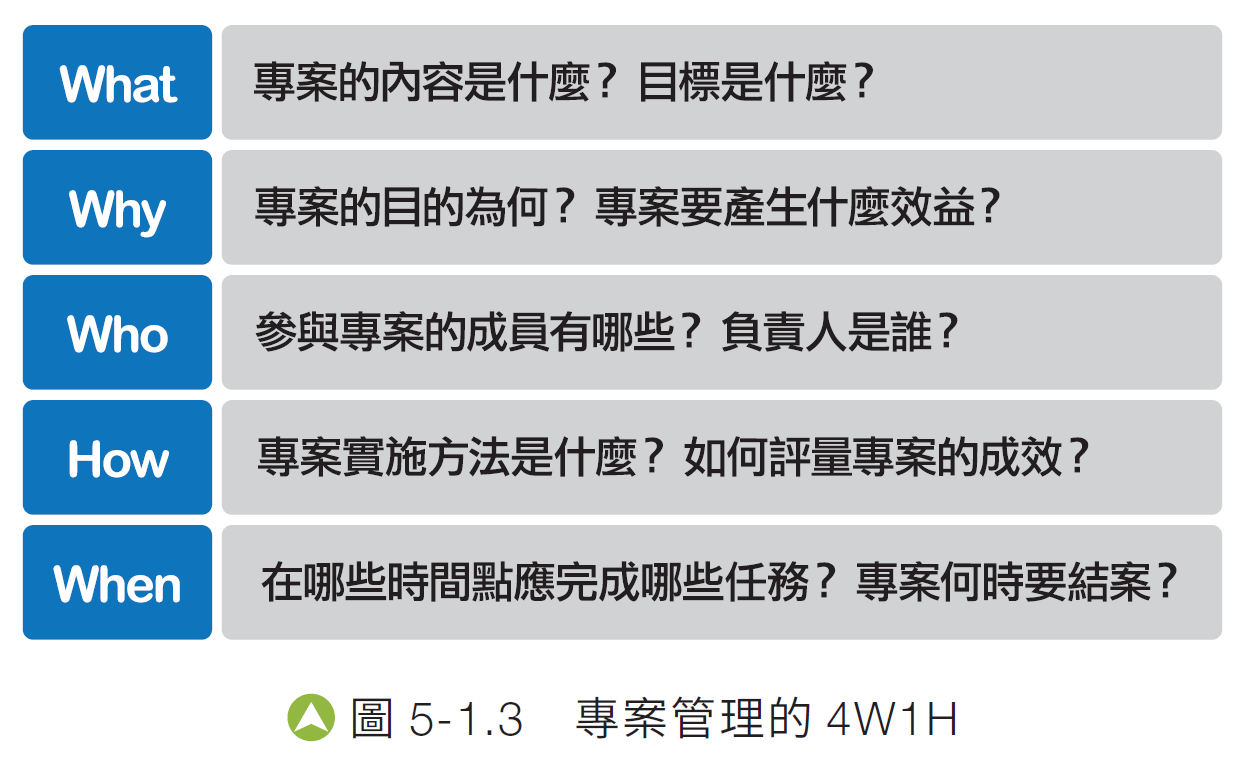 What 專案的內容是什麼？目標是什麼？
Why 專案的目的為何？專案要產生什麼效益？
Who 參與專案的成員有哪些？負責人是誰？
How 專案實施方法是什麼？如何評量專案的成效？
When 在哪些時間點應完成哪些任務？專案何時要結案？
圖 5-1.3　專案管理的 4W1H